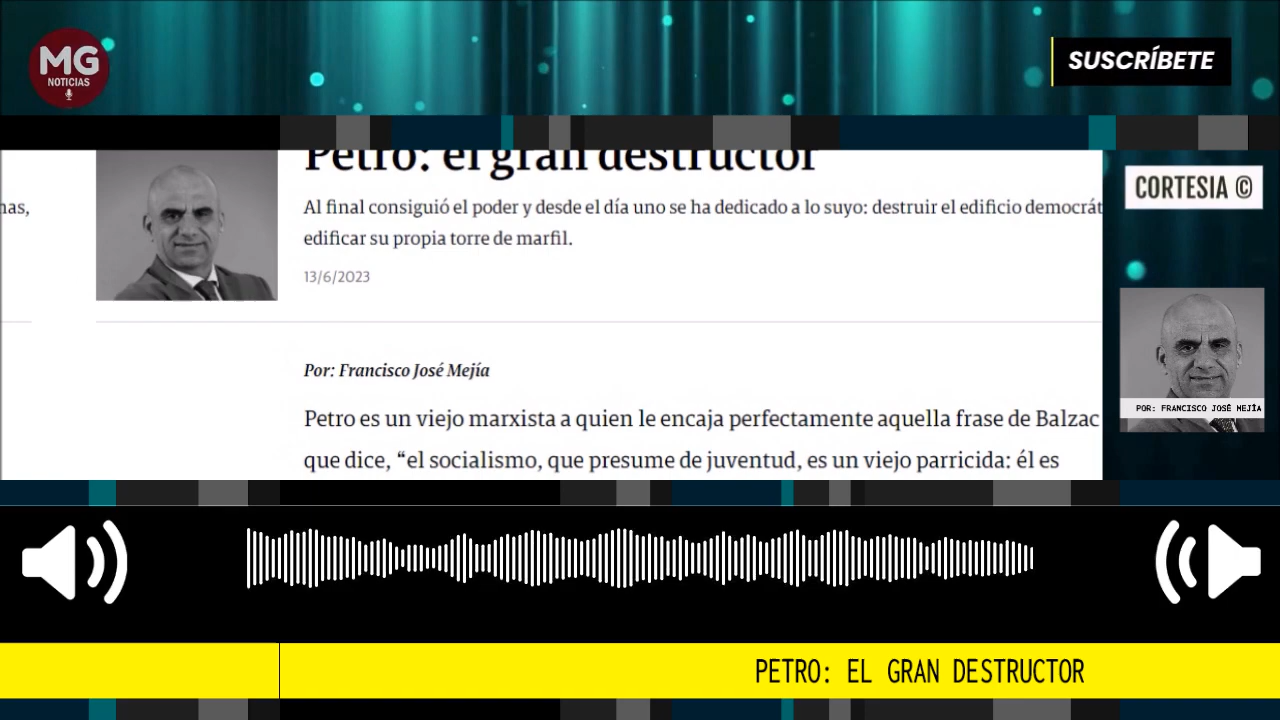 MG
NOTICIAS
SUSCRÍBETE
Petro: el gran destructor
CORTESIA ©
nas,
Al final consiguió el poder y desde el día uno se ha dedicado a lo suyo: destruir el edificio democrát
edificar su propia torre de marfil.
13/6/2023
Por: Francisco José Mejía
POR: FRANCISCO JOSÉ MEJÍA
Petro es un viejo marxista a quien le encaja perfectamente aquella frase de Balzac
que dice, “el socialismo, que presume de juventud, es un viejo parricida: él es
PETRO: EL GRAN DESTRUCTOR